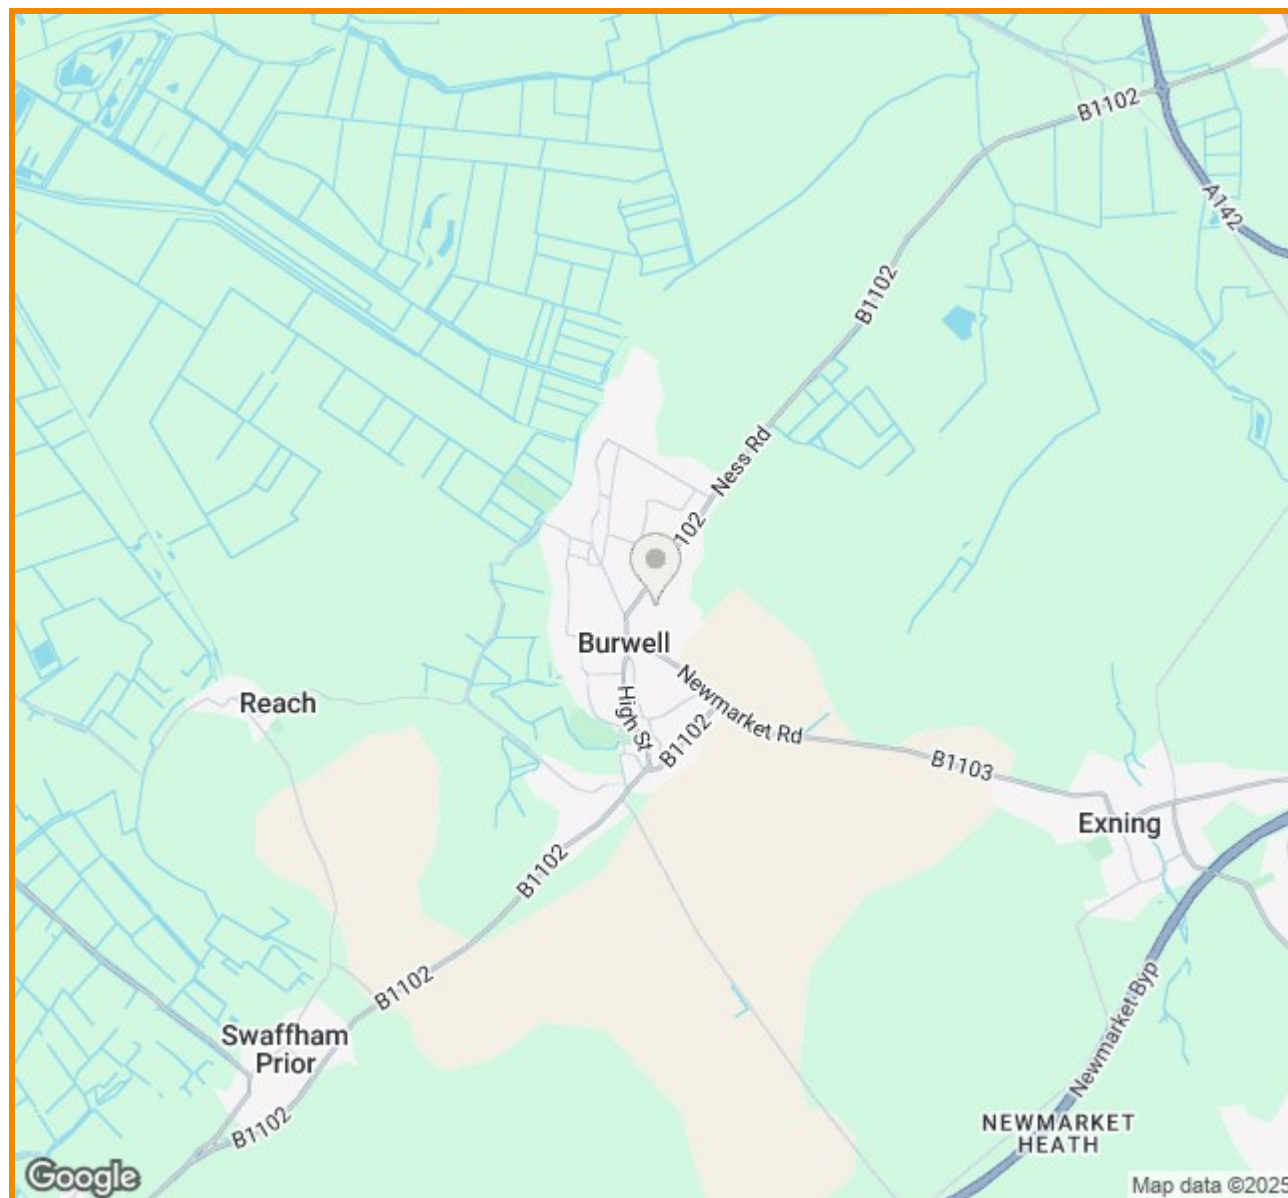 B1102
A142
B1102
Ness Rd
102
Burwell
Newmarket Rd
High St
B1102
Reach
B1103
Exning
B1102
B1102
Swaffham
Prior
Newmarket Byp
B1102
NEWMARKET
HEATH
Google
Map data ©2025